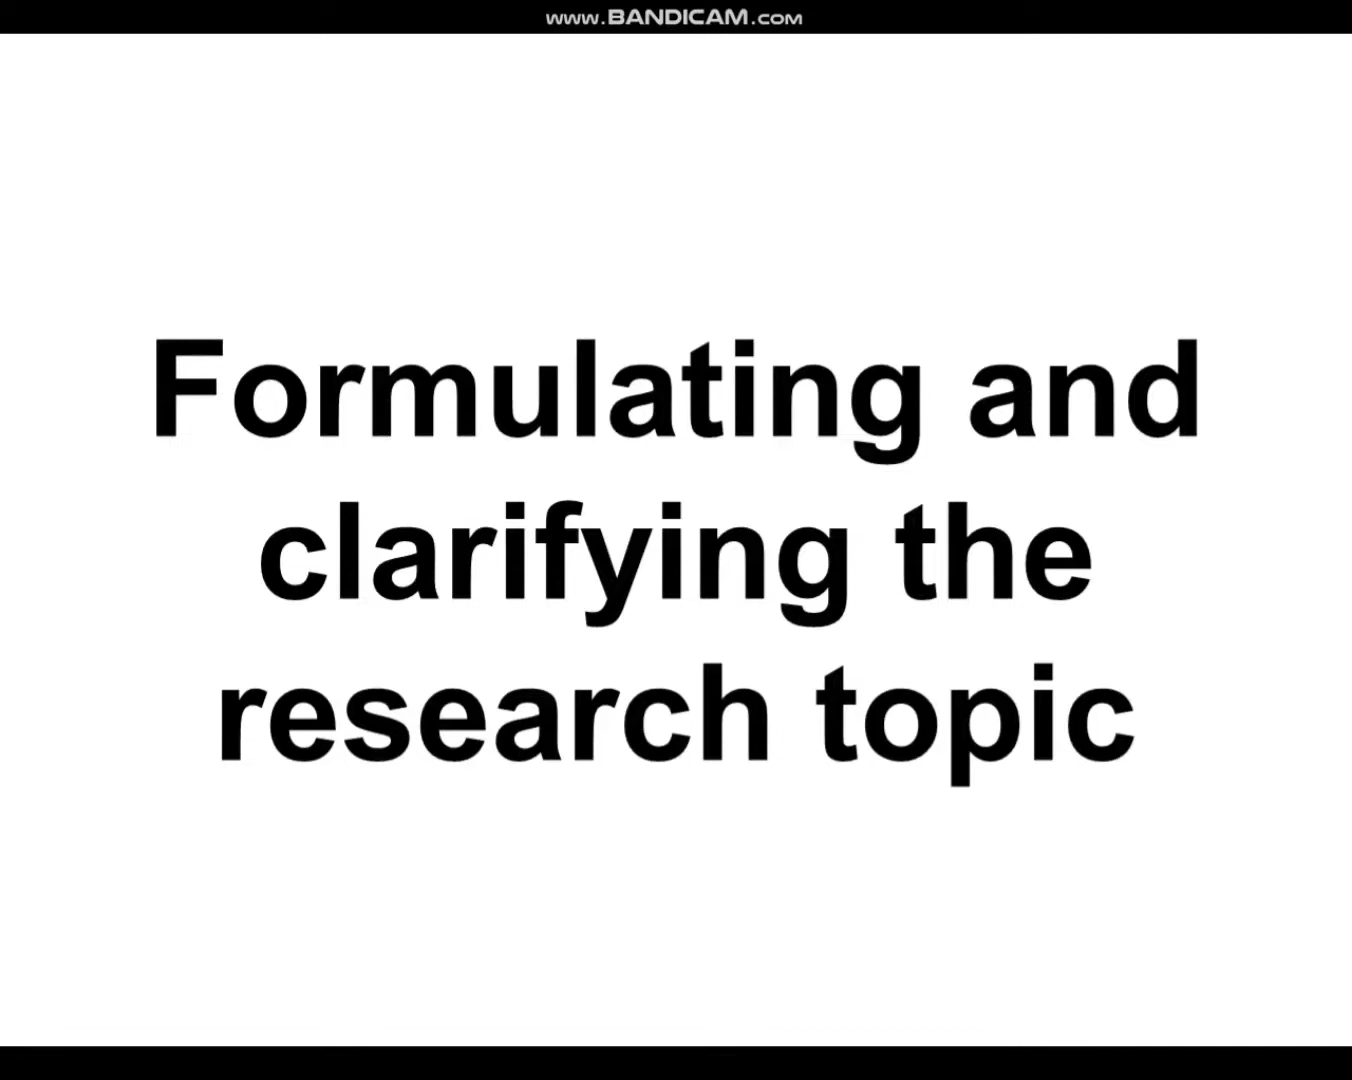 www.BANDICAM.com
Formulating and
clarifying the
research topic